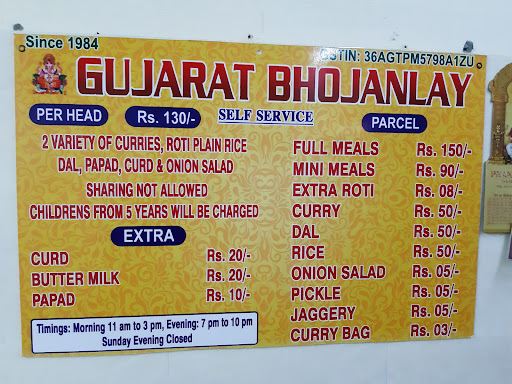 Since 1984
GSTIN: 36AGTPM5798A1ZU
GUJARAT BHOJANLAY
PER HEAD Rs. 130/- SELF SERVICE
2 VARIETY OF CURRIES, ROTI PLAIN RICE
DAL, PAPAD, CURD & ONION SALAD
SHARING NOT ALLOWED
CHILDRENS FROM 5 YEARS WILL BE CHARGED
EXTRA
CURD Rs. 20/-
BUTTER MILK Rs. 20/-
PAPAD Rs. 10/-
Timings: Morning 11 am to 3 pm, Evening: 7 pm to 10 pm
Sunday Evening Closed
PARCEL
FULL MEALS Rs. 150/-
MINI MEALS Rs. 90/-
EXTRA ROTI Rs. 08/-
CURRY Rs. 50/-
DAL Rs. 50/-
RICE Rs. 50/-
ONION SALAD Rs. 05/-
PICKLE Rs. 05/-
JAGGERY Rs. 05/-
CURRY BAG Rs. 03/-